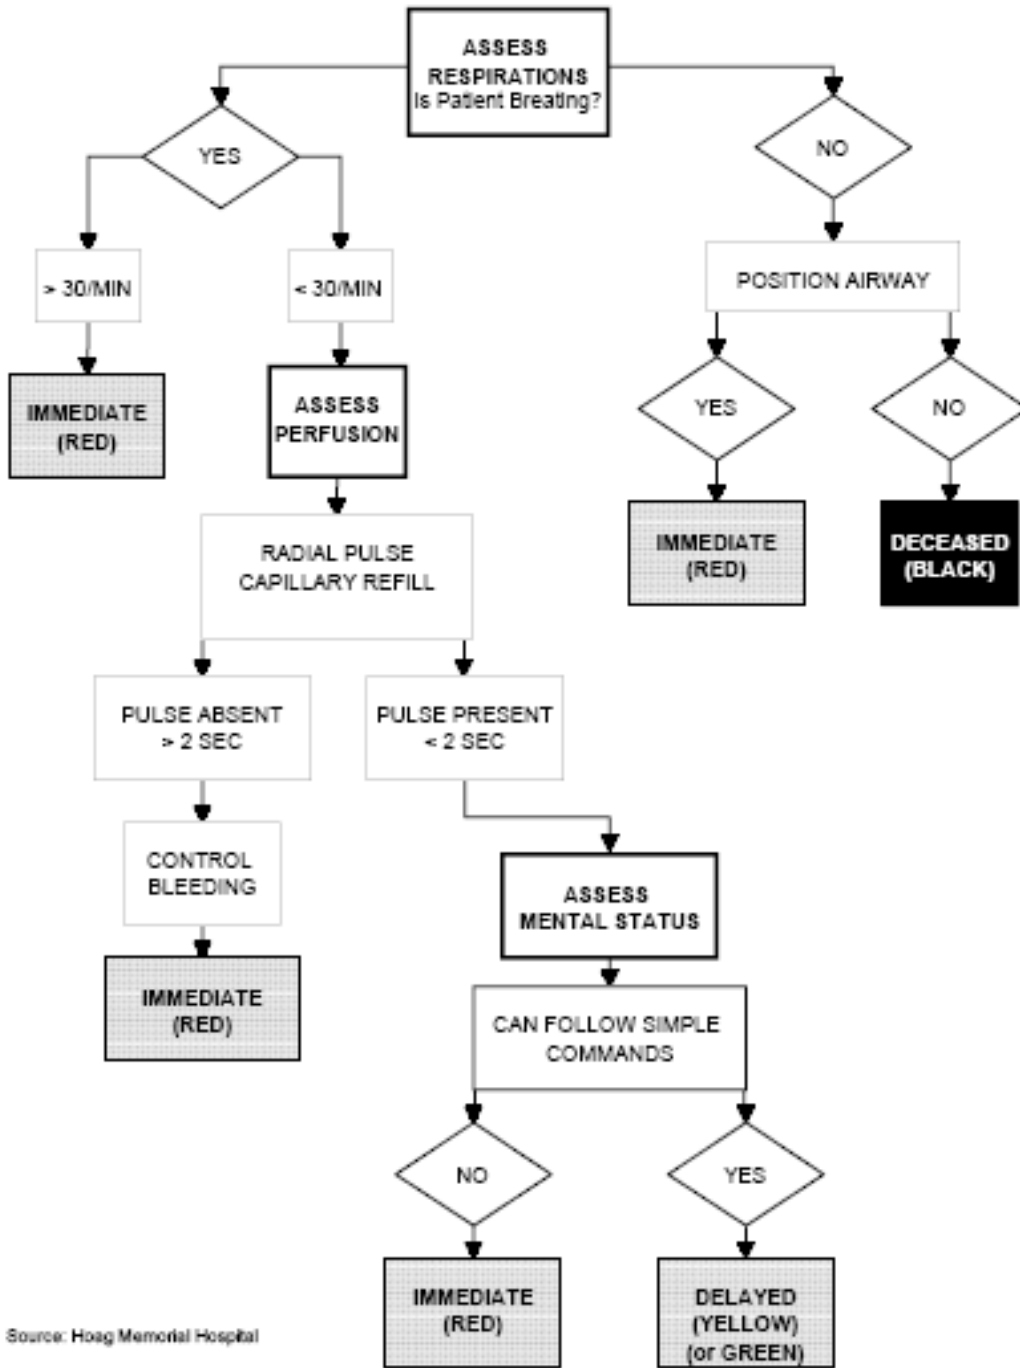 ASSESS
RESPIRATIONS
Is Patient Breating?
YES
NO
> 30/MIN
< 30/MIN
POSITION AIRWAY
IMMEDIATE
(RED)
ASSESS
PERFUSION
YES
NO
RADIAL PULSE
CAPILLARY REFILL
IMMEDIATE
(RED)
DECEASED
(BLACK)
PULSE ABSENT
> 2 SEC
PULSE PRESENT
< 2 SEC
CONTROL
BLEEDING
ASSESS
MENTAL STATUS
IMMEDIATE
(RED)
CAN FOLLOW SIMPLE
COMMANDS
NO
YES
IMMEDIATE
(RED)
DELAYED
(YELLOW)
(or GREEN)
Source: Hoag Memorial Hospital